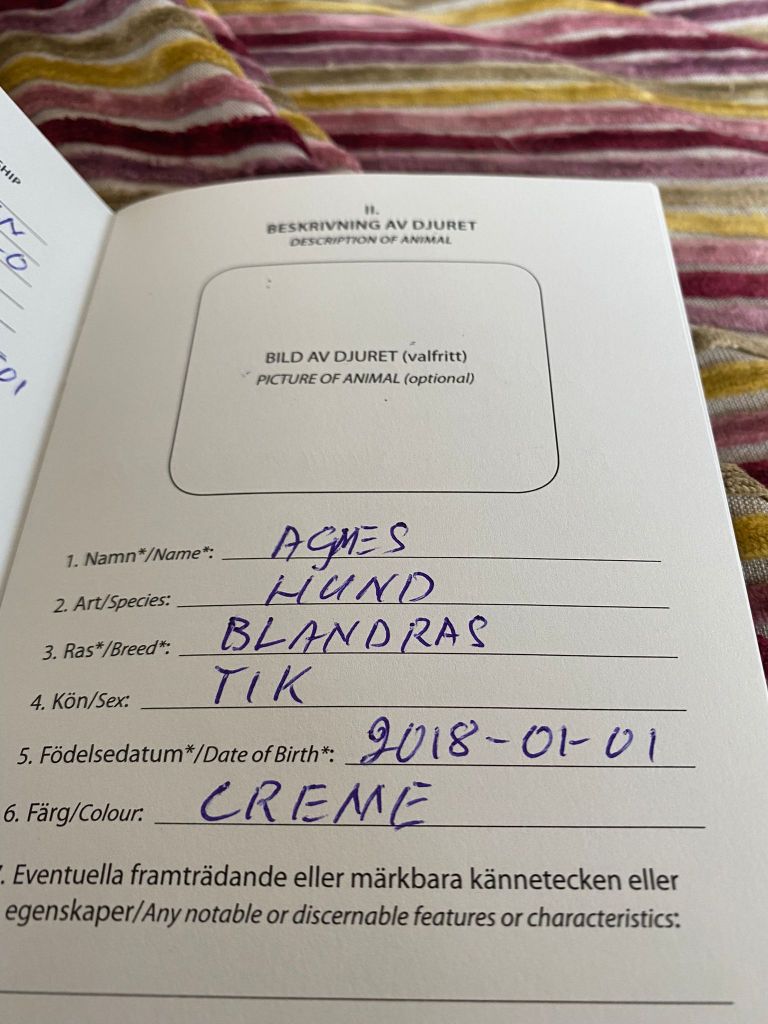 SHIP
II.
BESKRIVNING AV DJURET
DESCRIPTION OF ANIMAL
BILD AV DJURET (valfritt)
PICTURE OF ANIMAL (optional)
1. Namn*/Name*: AGNES
2. Art/Species: HUND
3. Ras*/Breed*: BLANDRAS
4. Kön/Sex: TIK
5. Födelsedatum*/Date of Birth*: 2018-01-01
6. Färg/Colour: CREME
7. Eventuella framträdande eller märkbara kännetecken eller
egenskaper/Any notable or discernable features or characteristics: